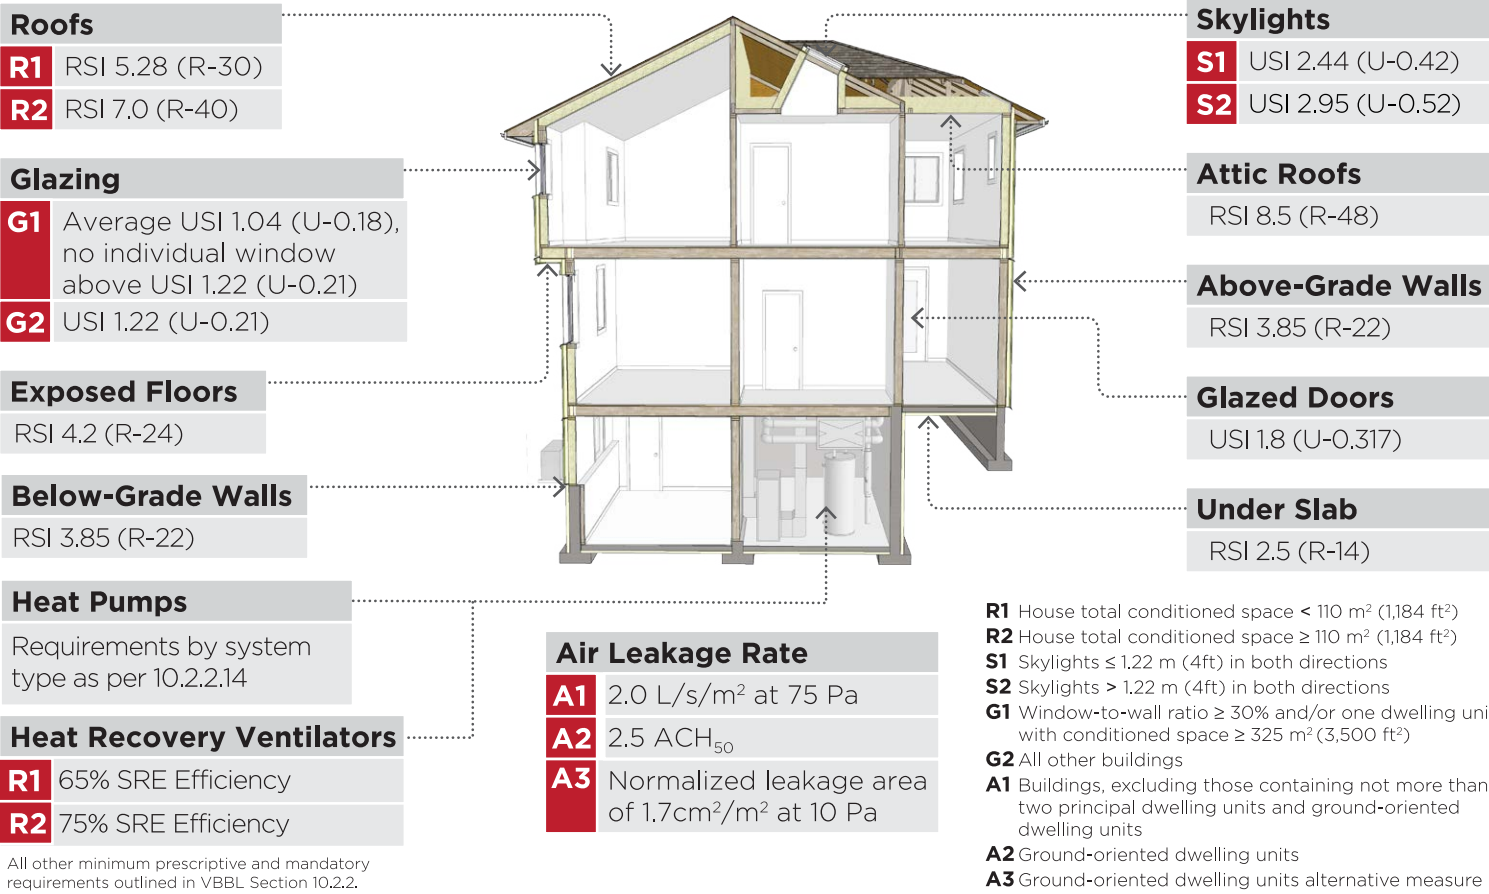 Roofs
R1 RSI 5.28 (R-30)
R2 RSI 7.0 (R-40)
Glazing
G1 Average USI 1.04 (U-0.18),
no individual window
above USI 1.22 (U-0.21)
G2 USI 1.22 (U-0.21)
Exposed Floors
RSI 4.2 (R-24)
Below-Grade Walls
RSI 3.85 (R-22)
Heat Pumps
Requirements by system
type as per 10.2.2.14
Heat Recovery Ventilators
R1 65% SRE Efficiency
R2 75% SRE Efficiency
All other minimum prescriptive and mandatory
requirements outlined in VBBL Section 10.2.2.
Air Leakage Rate
A1 2.0 L/s/m² at 75 Pa
A2 2.5 ACH₅₀
A3 Normalized leakage area
of 1.7cm²/m² at 10 Pa
Skylights
S1 USI 2.44 (U-0.42)
S2 USI 2.95 (U-0.52)
Attic Roofs
RSI 8.5 (R-48)
Above-Grade Walls
RSI 3.85 (R-22)
Glazed Doors
USI 1.8 (U-0.317)
Under Slab
RSI 2.5 (R-14)
R1 House total conditioned space < 110 m² (1,184 ft²)
R2 House total conditioned space ≥ 110 m² (1,184 ft²)
S1 Skylights ≤ 1.22 m (4ft) in both directions
S2 Skylights > 1.22 m (4ft) in both directions
G1 Window-to-wall ratio ≥ 30% and/or one dwelling uni
with conditioned space ≥ 325 m² (3,500 ft²)
G2 All other buildings
A1 Buildings, excluding those containing not more than
two principal dwelling units and ground-oriented
dwelling units
A2 Ground-oriented dwelling units
A3 Ground-oriented dwelling units alternative measure